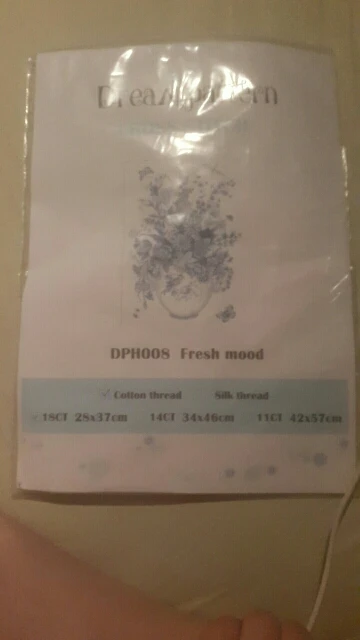 DPH008 Fresh mood
Cotton thread Silk thread
18CT 28x37cm 14CT 34x46cm 11CT 42x57cm